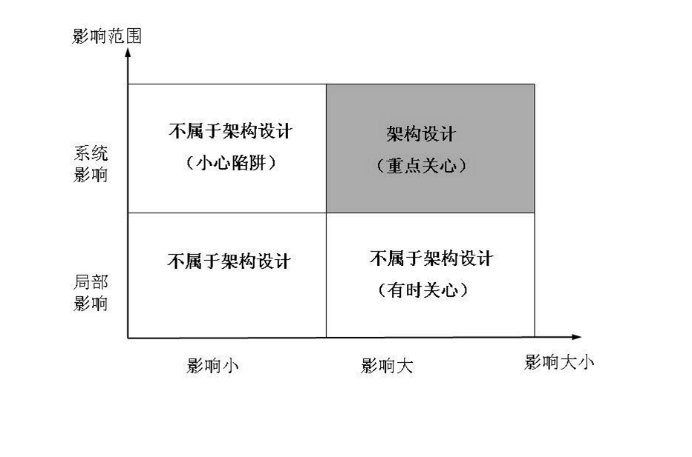 影响范围
不属于架构设计
（小心陷阱）
架构设计
（重点关心）
系统
影响
不属于架构设计
不属于架构设计
（有时关心）
局部
影响
影响小
影响大
影响大小